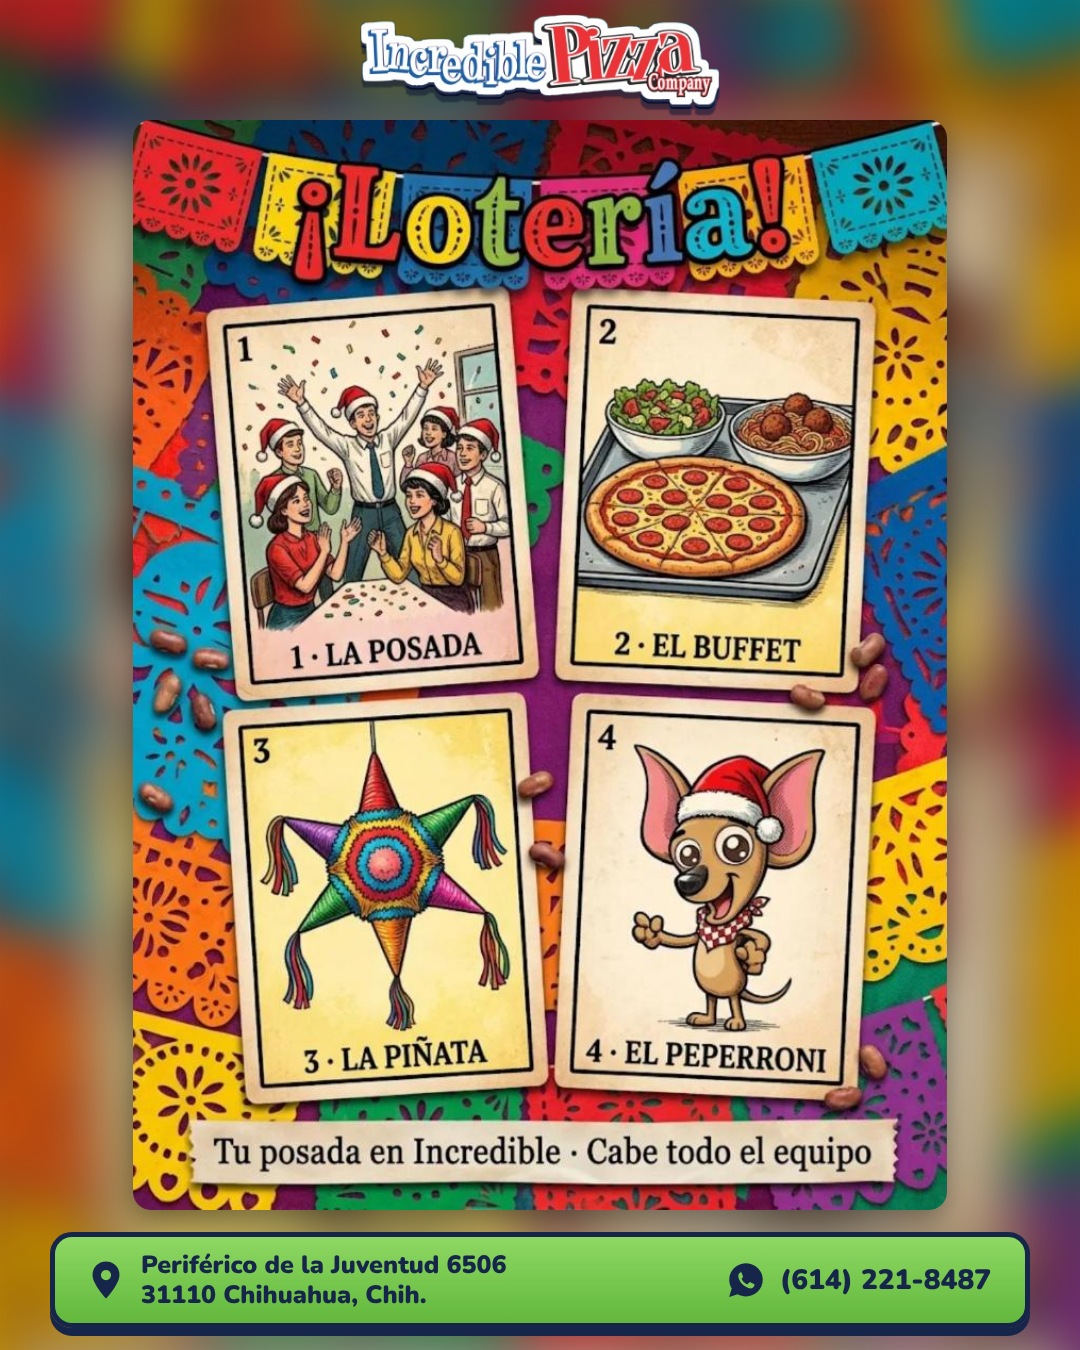 Incredible Pizza
Company
¡Lotería!
1
1 · LA POSADA
2
2 · EL BUFFET
3
3 · LA PIÑATA
4
4 · EL PEPERRONI
Tu posada en Incredible · Cabe todo el equipo
Periférico de la Juventud 6506
31110 Chihuahua, Chih.
(614) 221-8487